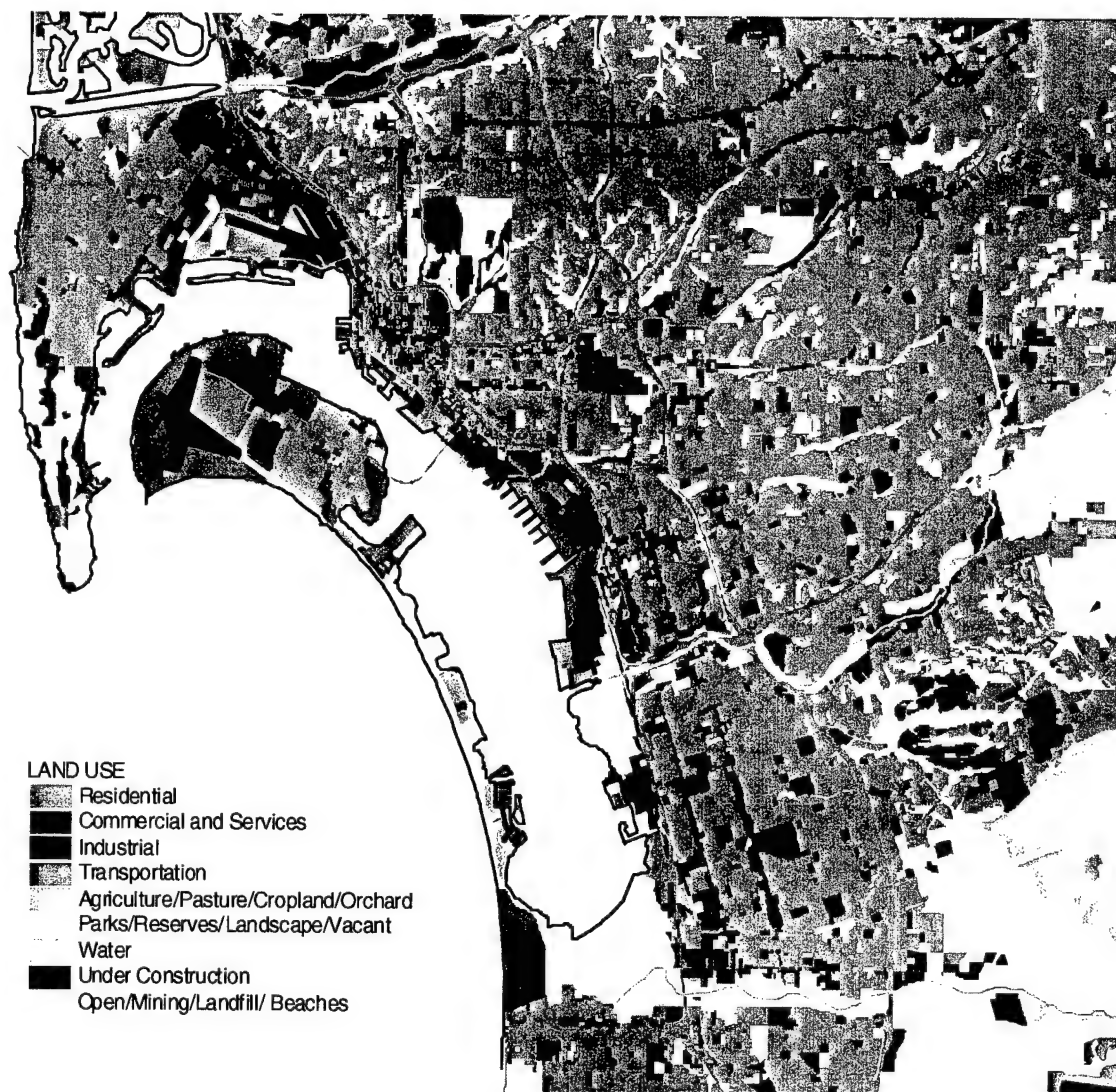 LAND USE
Residential
Commercial and Services
Industrial
Transportation
Agriculture/Pasture/Cropland/Orchard
Parks/Reserves/Landscape/Vacant
Water
Under Construction
Open/Mining/Landfill/ Beaches